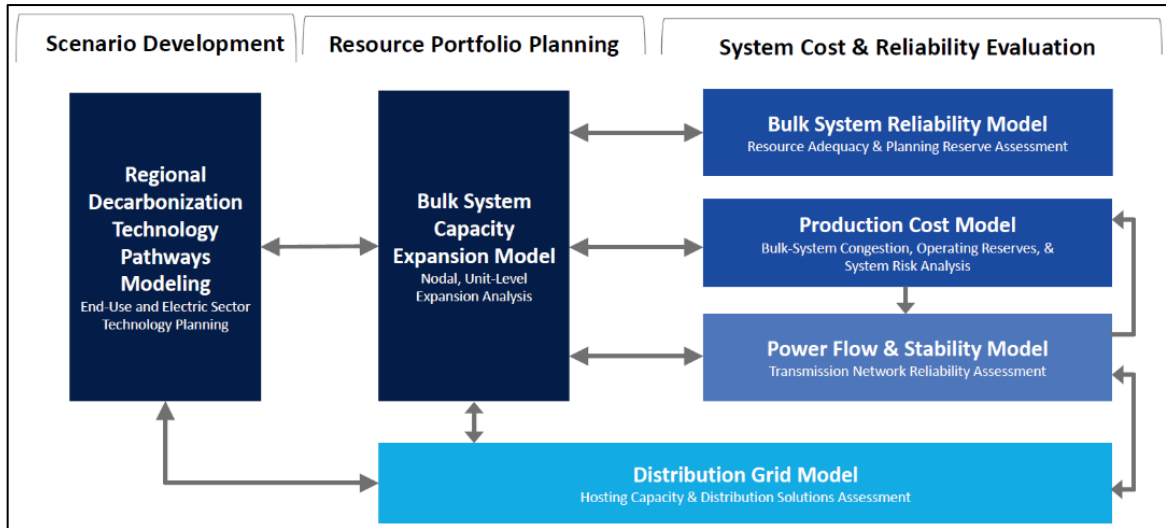 Scenario Development
Resource Portfolio Planning
System Cost & Reliability Evaluation
Regional
Decarbonization
Technology
Pathways
Modeling
End-Use and Electric Sector
Technology Planning
Bulk System
Capacity
Expansion Model
Nodal, Unit-Level
Expansion Analysis
Bulk System Reliability Model
Resource Adequacy & Planning Reserve Assessment
Production Cost Model
Bulk-System Congestion, Operating Reserves, &
System Risk Analysis
Power Flow & Stability Model
Transmission Network Reliability Assessment
Distribution Grid Model
Hosting Capacity & Distribution Solutions Assessment